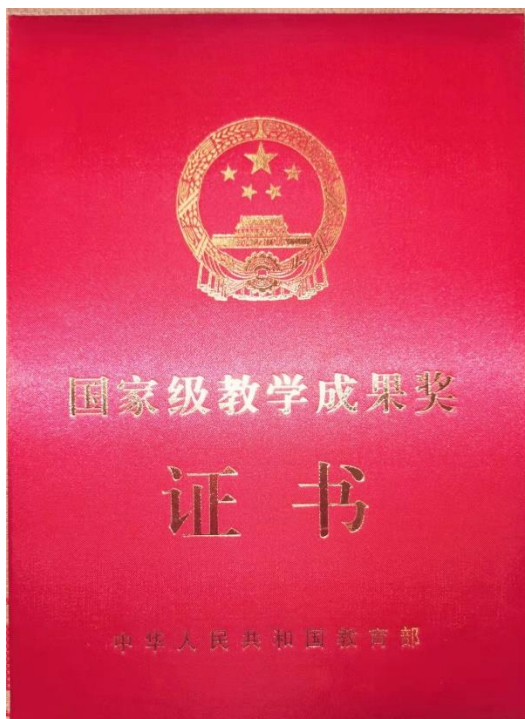 国家级教学成果奖
证书
中华人民共和国教育部